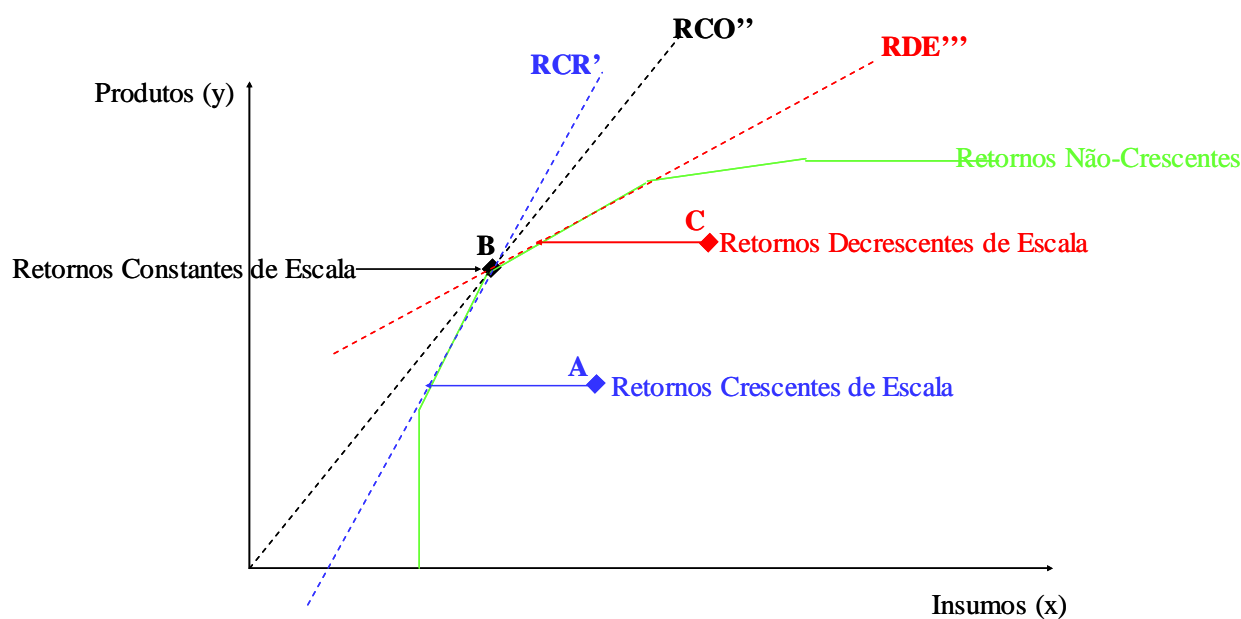 RCO’’
RDE’’’
RCR’
Produtos (y)
Retornos Não-Crescentes
C
Retornos Decrescentes de Escala
B
Retornos Constantes de Escala
A
Retornos Crescentes de Escala
Insumos (x)